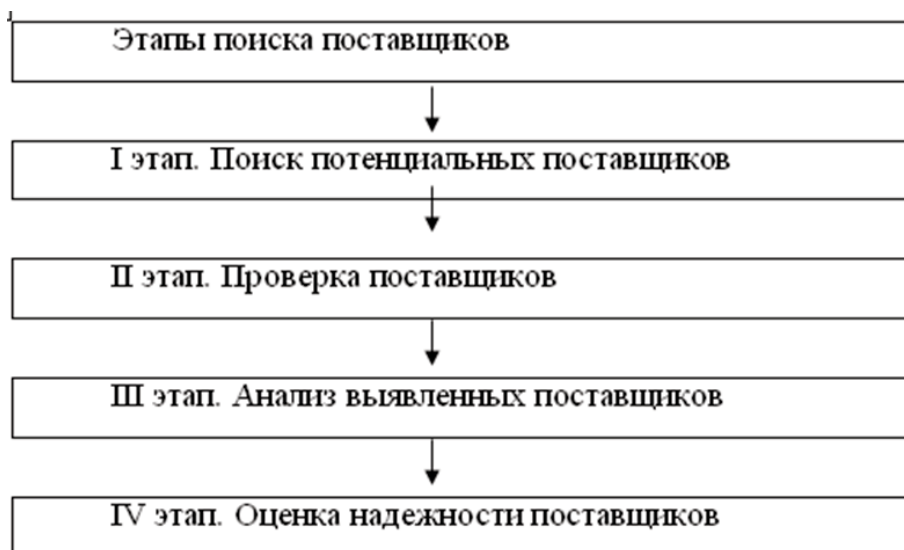 Этапы поиска поставщиков
I этап. Поиск потенциальных поставщиков
II этап. Проверка поставщиков
III этап. Анализ выявленных поставщиков
IV этап. Оценка надежности поставщиков